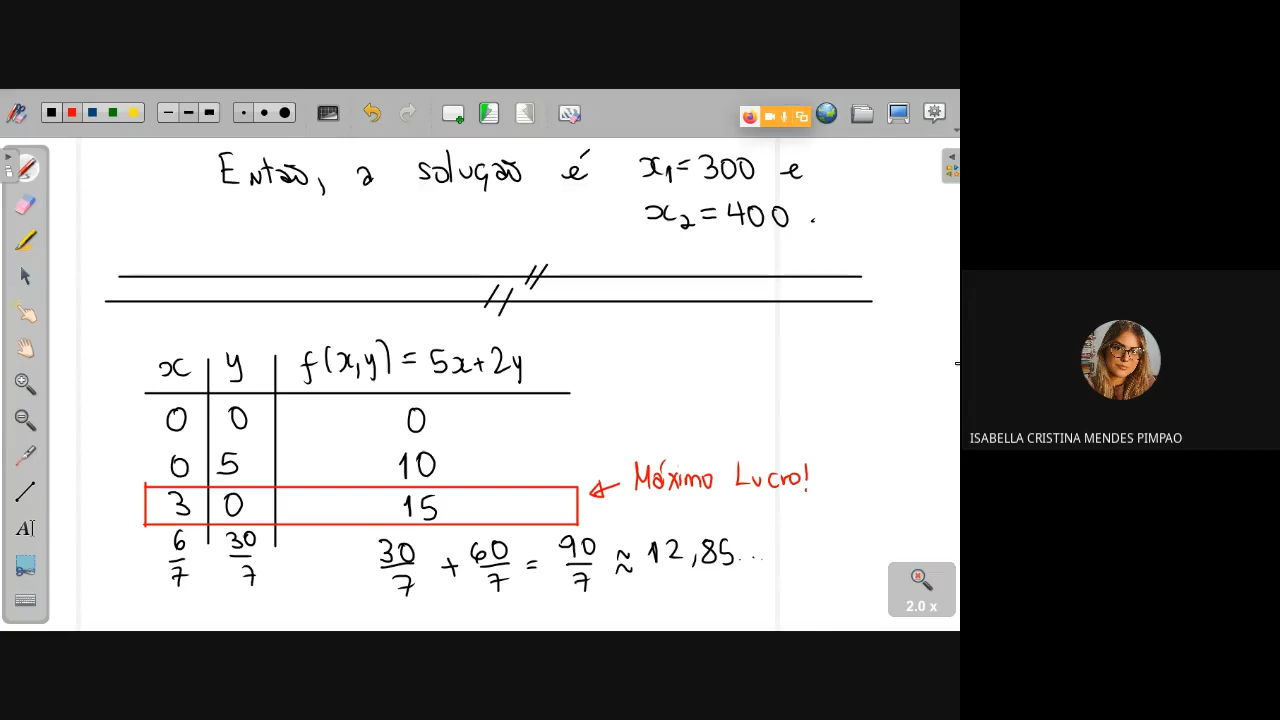 Então, a solução é x₁ = 300 e
x₂ = 400.
x y f(x,y) = 5x+2y
0 0 0
0 5 10
3 0 15 ← Máximo Lucro!
6/7 30/7 30/7 + 60/7 = 90/7 ≈ 12,85...
ISABELLA CRISTINA MENDES PIMPAO
2.0 x